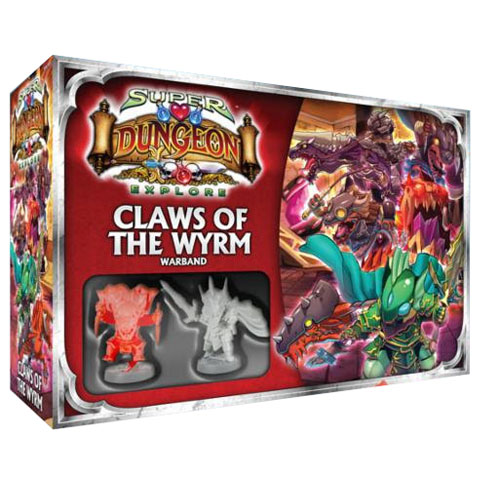 SUPER
DUNGEON
EXPLORE
CLAWS OF
THE WYRM
WARBAND
CLAWS OF
THE WYRM